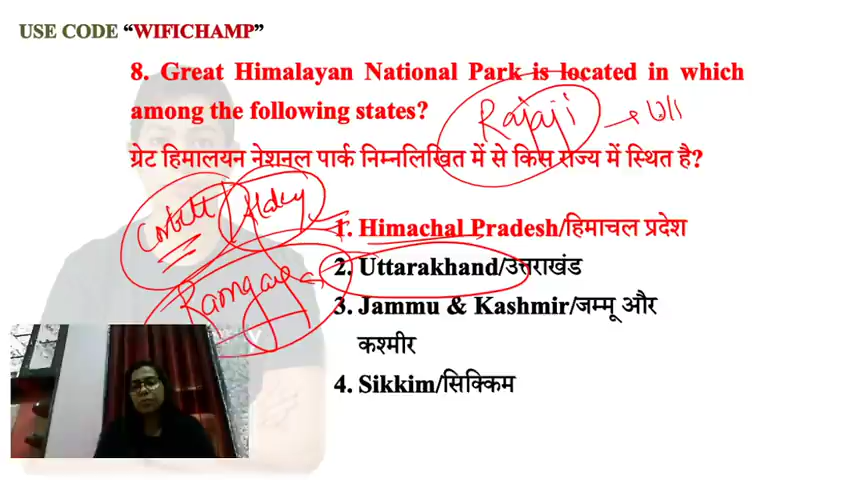 USE CODE “WIFICHAMP”
8. Great Himalayan National Park is located in which
among the following states?
Rajaji
ग्रेट हिमालयन नेशनल पार्क निम्नलिखित में से किस राज्य में स्थित है?
Corbett
1. Himachal Pradesh/हिमाचल प्रदेश
2. Uttarakhand/उत्तराखंड
Ramganga
3. Jammu & Kashmir/जम्मू और
कश्मीर
4. Sikkim/सिक्किम